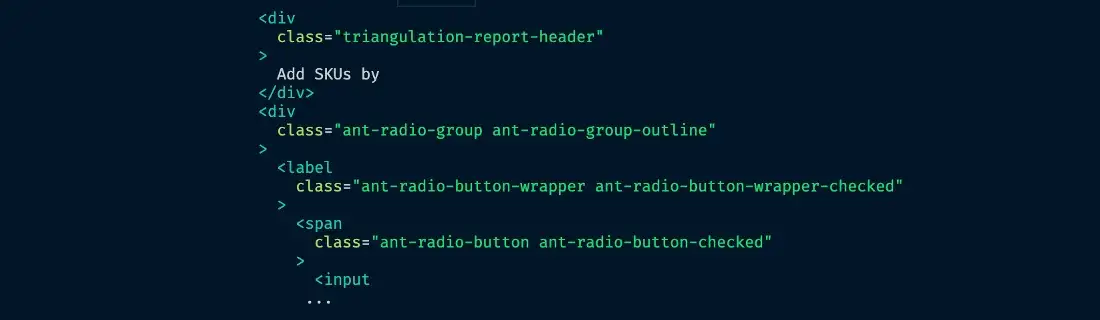 <div
class="triangulation-report-header"
>
Add SKUs by
</div>
<div
class="ant-radio-group ant-radio-group-outline"
>
<label
class="ant-radio-button-wrapper ant-radio-button-wrapper-checked"
>
<span
class="ant-radio-button ant-radio-button-checked"
>
<input
...